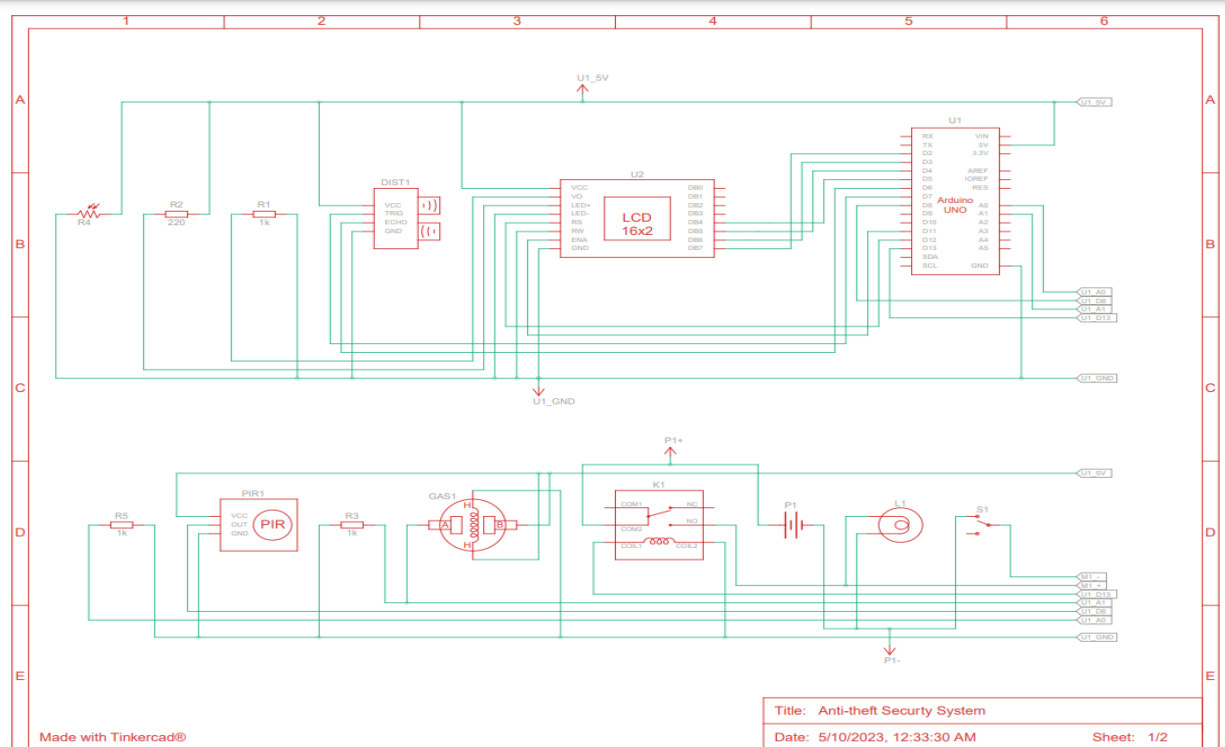 1 2 3 4 5 6
A A
B B
C C
D D
E E
U1_5V
U1_5V
U1
RX
TX
D2
D3
D4
D5
D6
D7
D8
D9
D10
D11
D12
D13
SDA
SCL
VIN
5V
3.3V
AREF
IOREF
RES
A0
A1
A2
A3
A4
A5
GND
Arduino
UNO
R4
R2
220
R1
1k
DIST1
VCC
TRIG
ECHO
GND
U2
VCC
VO
LED+
LED-
RS
RW
ENA
GND
LCD
16x2
DB0
DB1
DB2
DB3
DB4
DB5
DB6
DB7
U1_A0
U1_D8
U1_A1
U1_D13
U1_GND
U1_GND
P1+
U1_5V
R5
1k
PIR1
VCC
OUT
GND
PIR
R3
1k
GAS1
H
A
B
H
K1
COM1
COM2
COIL1
NC
NO
COIL2
P1
L1
S1
M1_-
M1_+
U1_D13
U1_A1
U1_D8
U1_A0
U1_GND
P1-
Title: Anti-theft Securty System
Made with Tinkercad®
Date: 5/10/2023, 12:33:30 AM
Sheet: 1/2